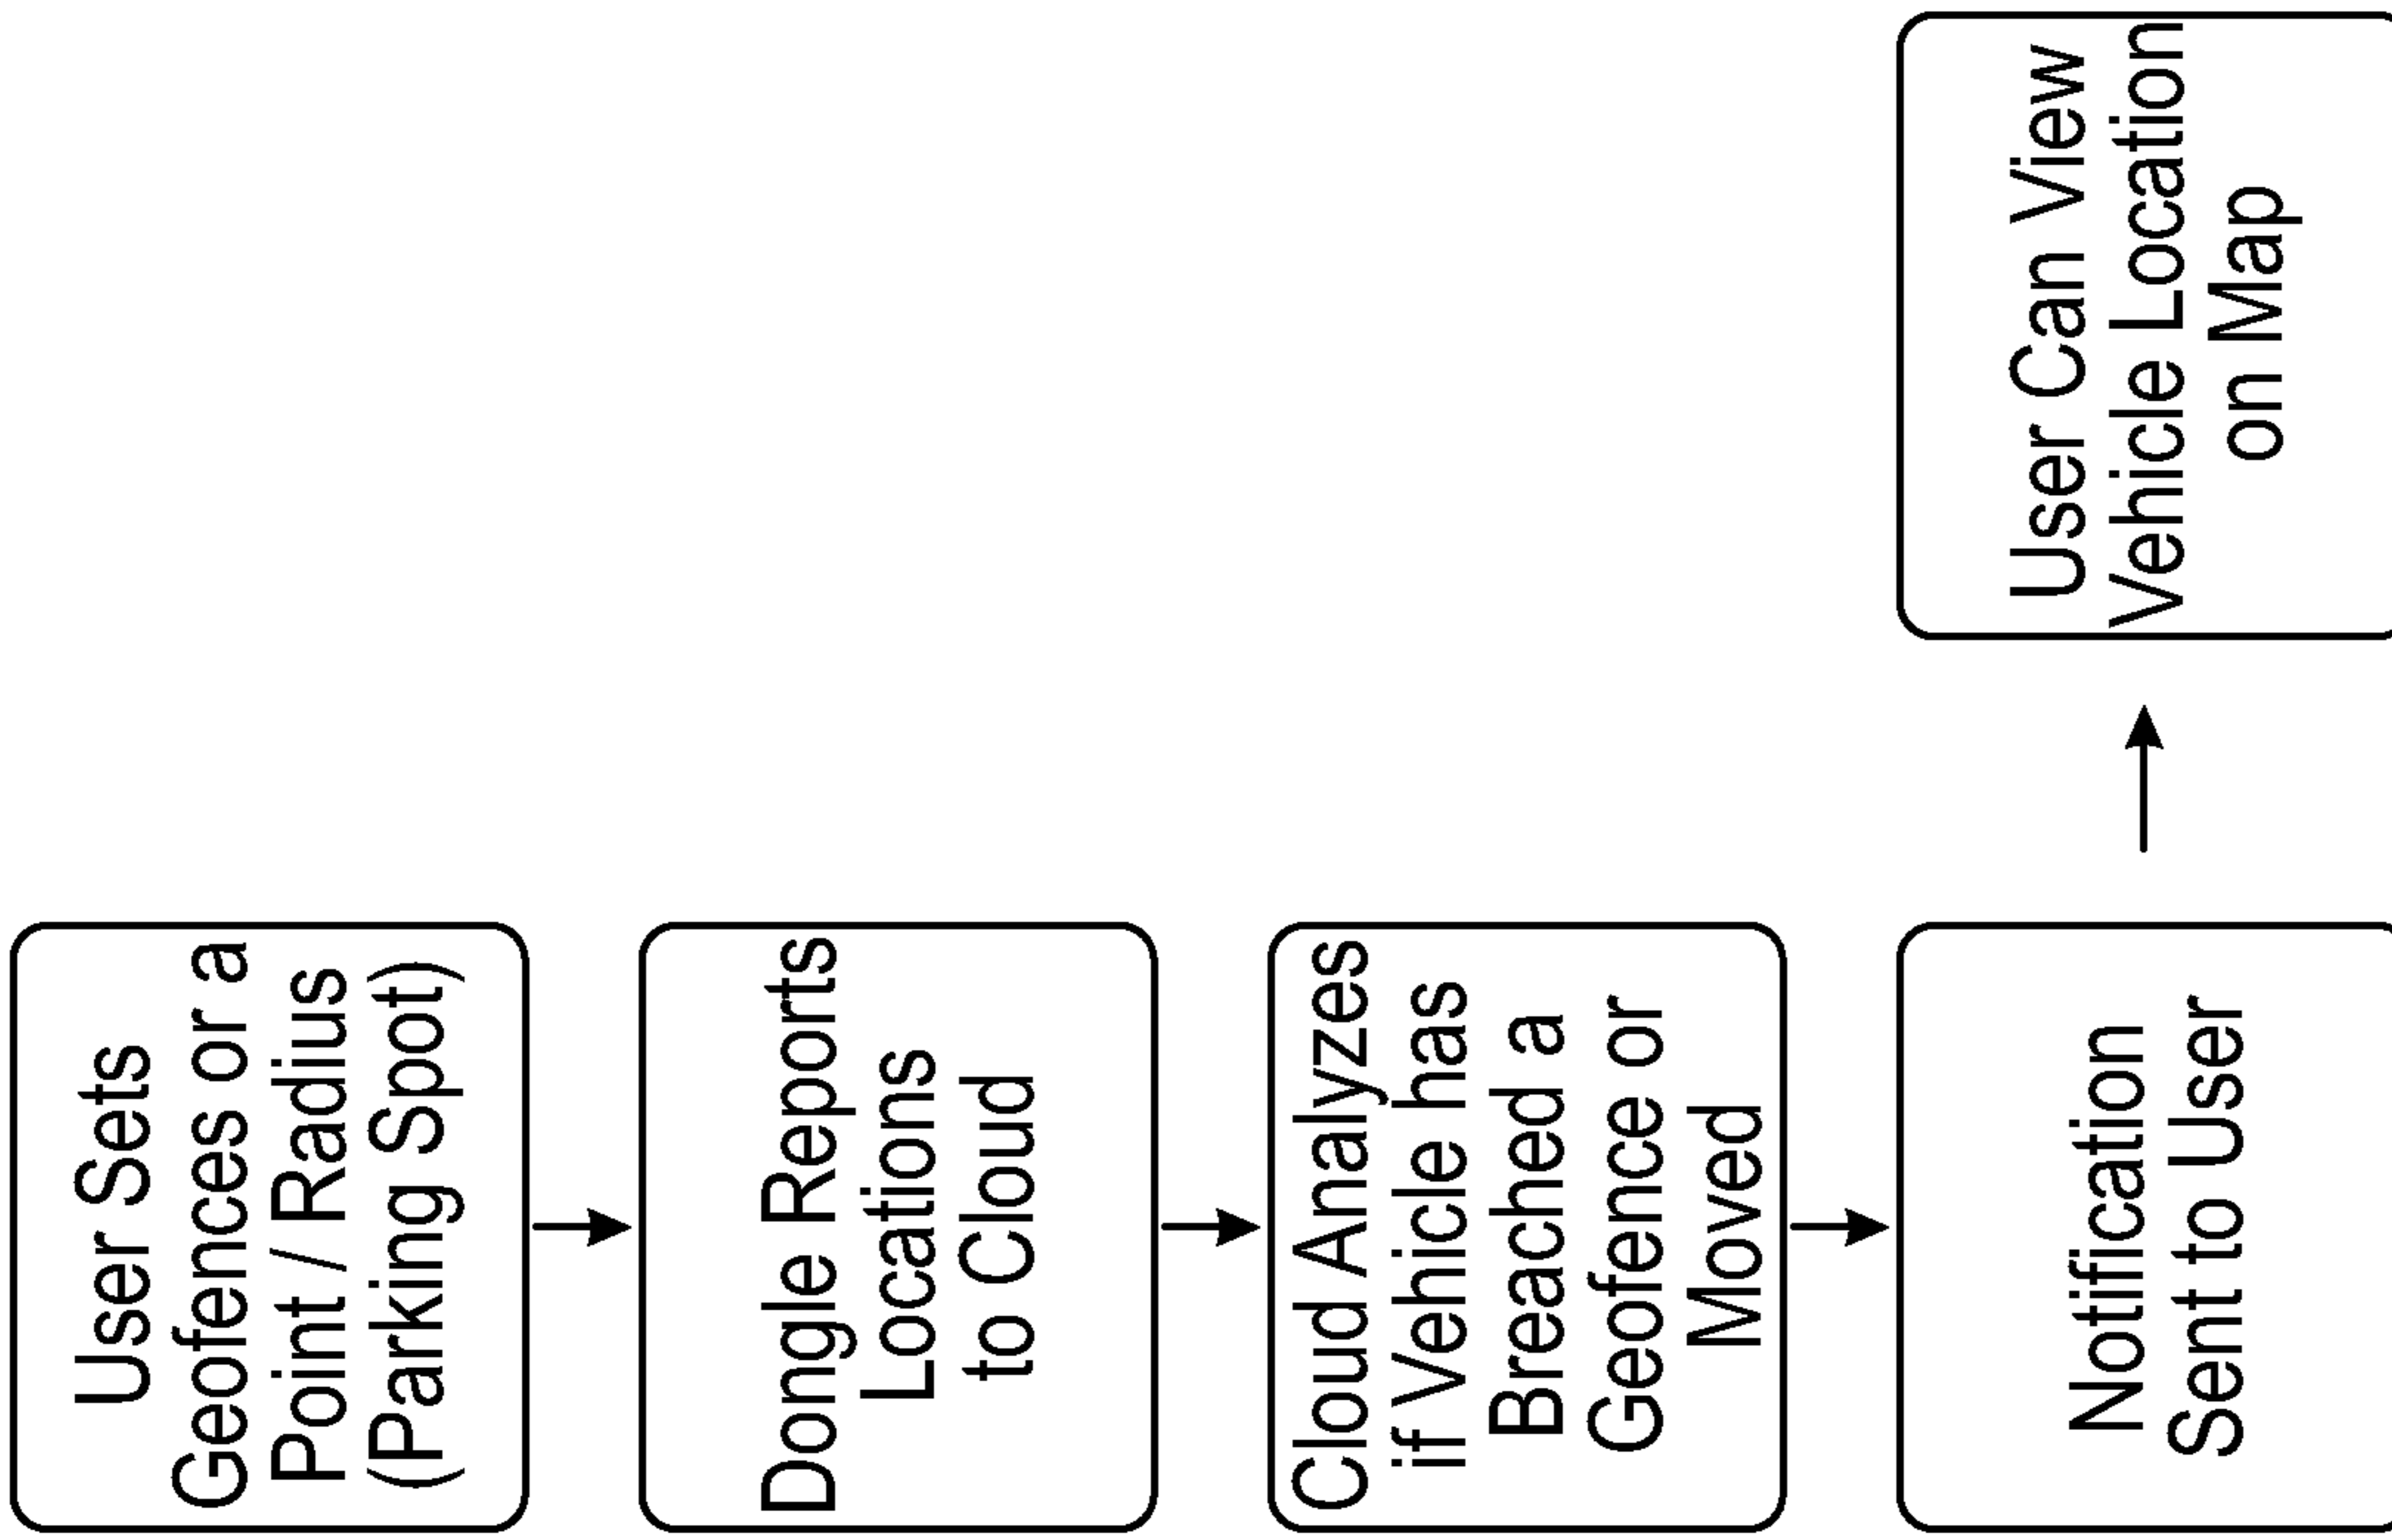 User Sets
Geofences or a
Point / Radius
(Parking Spot)
Dongle Reports
Locations
to Cloud
Cloud Analyzes
if Vehicle has
Breached a
Geofence or
Moved
Notification
Sent to User
User Can View
Vehicle Location
on Map